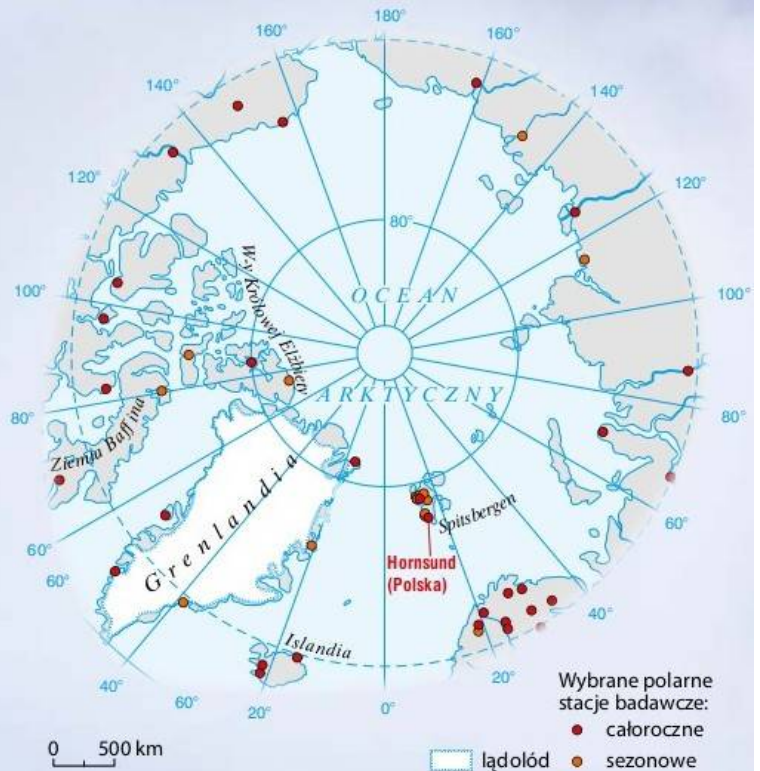 180°
160°
160°
140°
140°
120°
120°
100°
100°
80°
80°
80°
60°
60°
60°
60°
40°
40°
20°
20°
0°
W-y Królowej Elżbiety
OCEAN
ARKTYCZNY
Ziemia Baffina
Grenlandia
Spitsbergen
Hornsund
(Polska)
Islandia
Wybrane polarne
stacje badawcze:
całoroczne
sezonowe
lądolód
0 500 km